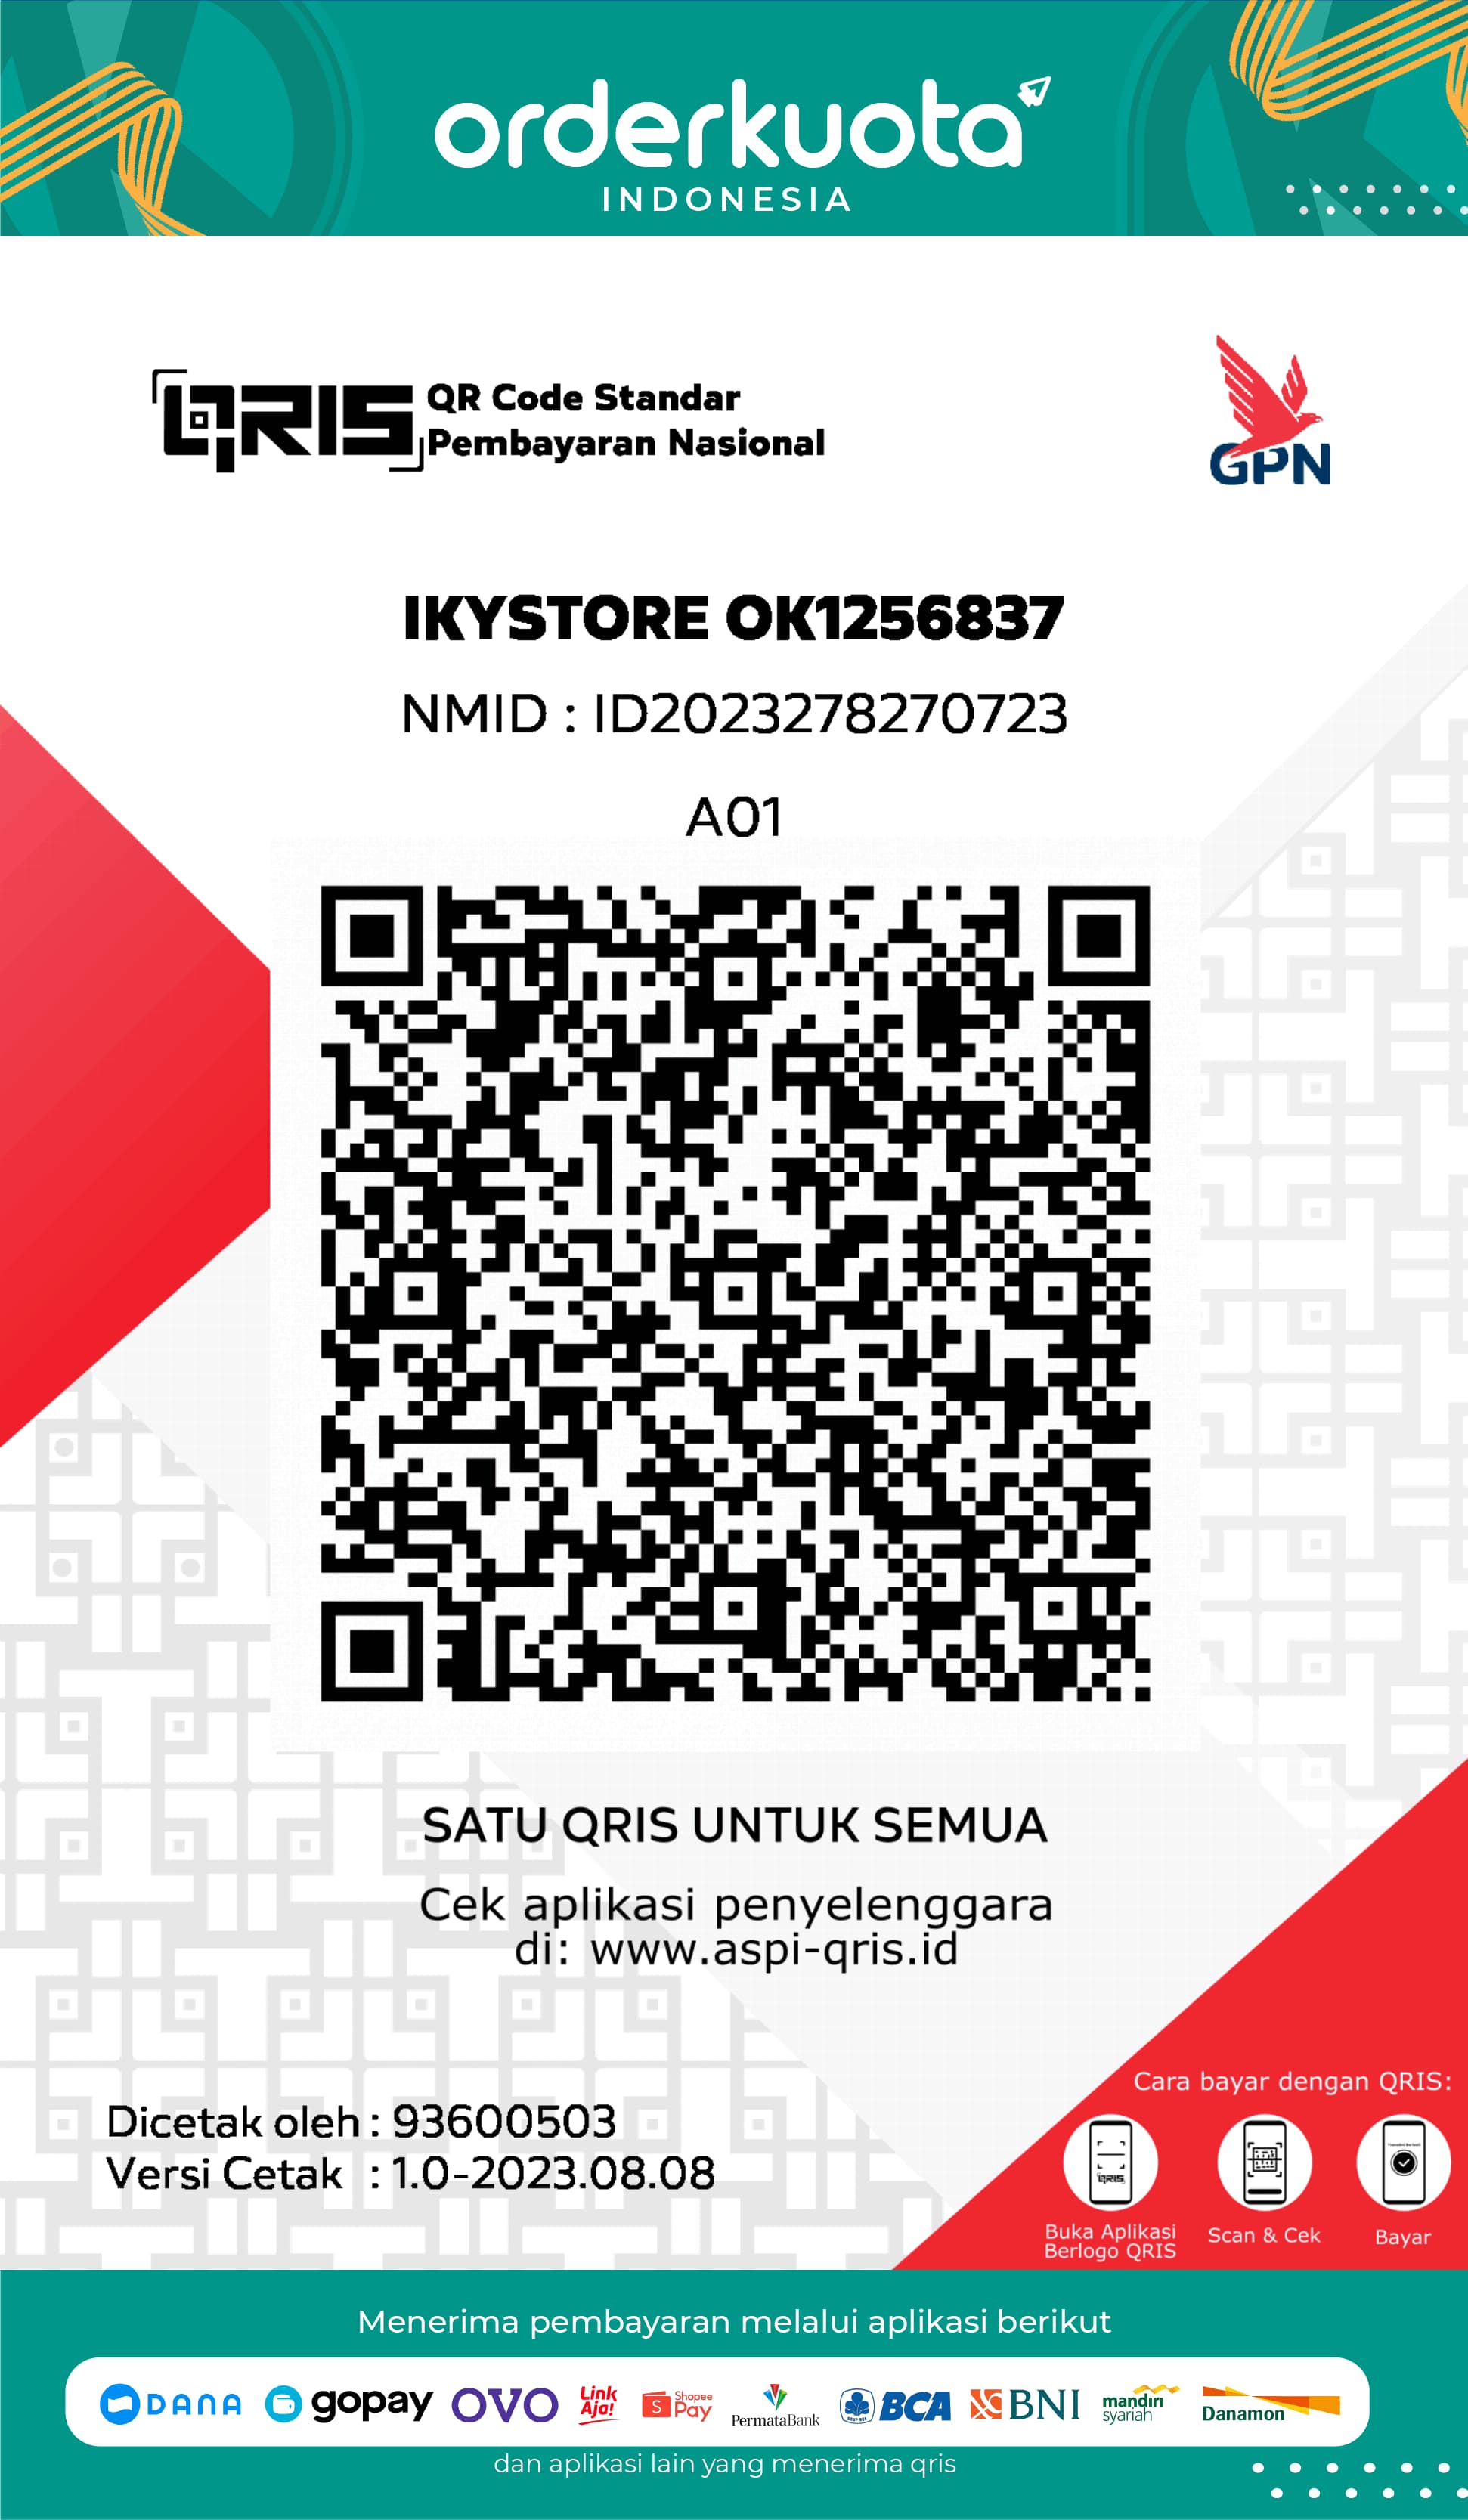 orderkuota
INDONESIA
QRIS
QR Code Standar
Pembayaran Nasional
GPN
IKYSTORE OK1256837
NMID : ID2023278270723
A01
SATU QRIS UNTUK SEMUA
Cek aplikasi penyelenggara
di: www.aspi-qris.id
Dicetak oleh : 93600503
Versi Cetak : 1.0-2023.08.08
Cara bayar dengan QRIS:
QRIS
Buka Aplikasi
Berlogo QRIS
Scan & Cek
Bayar
Menerima pembayaran melalui aplikasi berikut
DANA
gopay
OVO
Link
Aja!
S
Shopee
Pay
PermataBank
BCA
BNI
mandiri
syariah
Danamon
dan aplikasi lain yang menerima qris